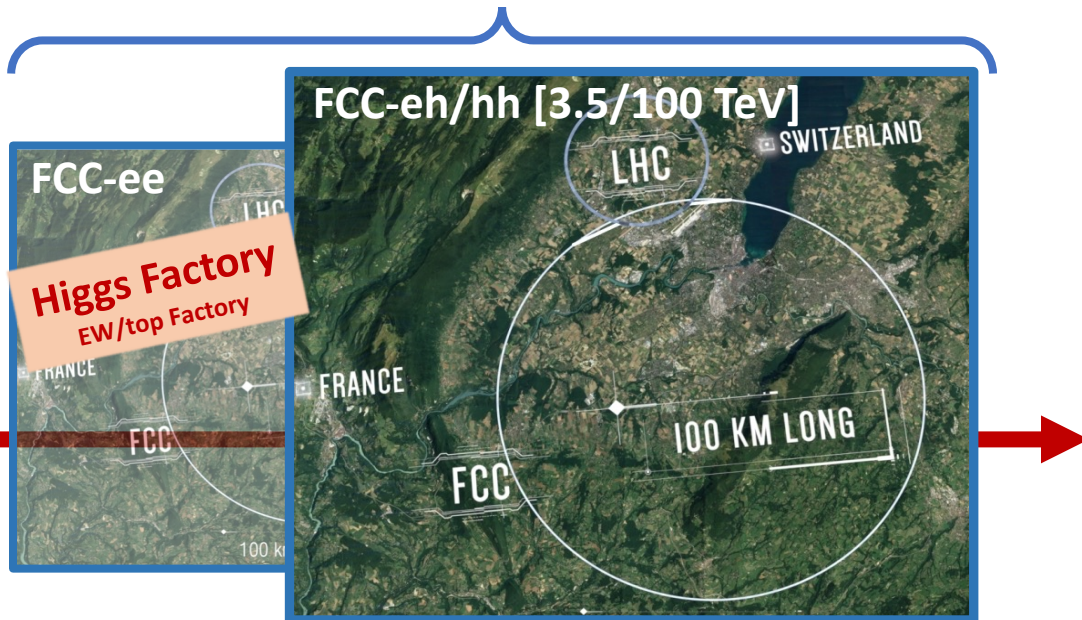 FCC-eh/hh [3.5/100 TeV]
LHC
SWITZERLAND
FRANCE
100 KM LONG
FCC
FCC-ee
LHC
Higgs Factory
EW/top Factory
FRANCE
FCC
100 k